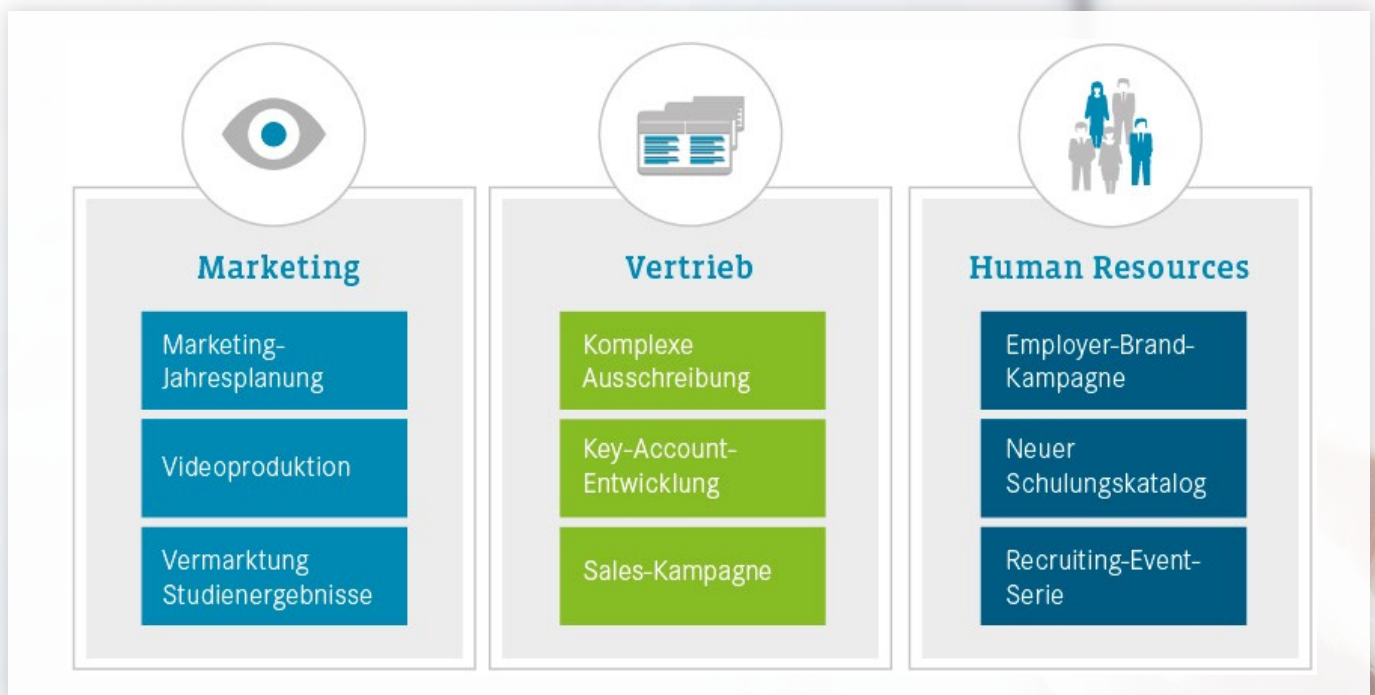 Marketing
Marketing-
Jahresplanung
Videoproduktion
Vermarktung
Studienergebnisse
Vertrieb
Komplexe
Ausschreibung
Key-Account-
Entwicklung
Sales-Kampagne
Human Resources
Employer-Brand-
Kampagne
Neuer
Schulungskatalog
Recruiting-Event-
Serie